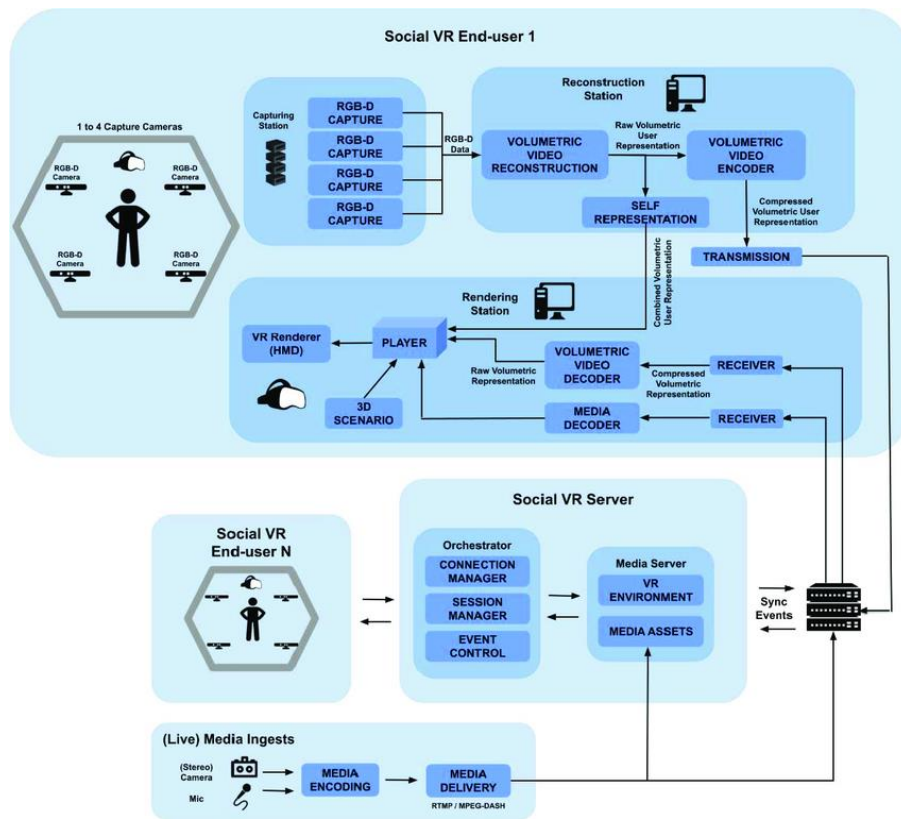 Social VR End-user 1
1 to 4 Capture Cameras
RGB-D
Camera
RGB-D
Camera
RGB-D
Camera
RGB-D
Camera
Capturing
Station
RGB-D
CAPTURE
RGB-D
CAPTURE
RGB-D
CAPTURE
RGB-D
CAPTURE
RGB-D
Data
Reconstruction
Station
VOLUMETRIC
VIDEO
RECONSTRUCTION
Raw Volumetric
User
Representation
VOLUMETRIC
VIDEO
ENCODER
SELF
REPRESENTATION
Compressed
Volumetric User
Representation
TRANSMISSION
Combined Volumetric
User Representation
Rendering
Station
VR Renderer
(HMD)
PLAYER
3D
SCENARIO
Raw Volumetric
Representation
VOLUMETRIC
VIDEO
DECODER
Compressed
Volumetric
Representation
RECEIVER
MEDIA
DECODER
RECEIVER
Social VR
End-user N
Social VR Server
Orchestrator
CONNECTION
MANAGER
SESSION
MANAGER
EVENT
CONTROL
Media Server
VR
ENVIRONMENT
MEDIA ASSETS
Sync
Events
(Live) Media Ingests
(Stereo)
Camera
Mic
MEDIA
ENCODING
MEDIA
DELIVERY
RTMP / MPEG-DASH